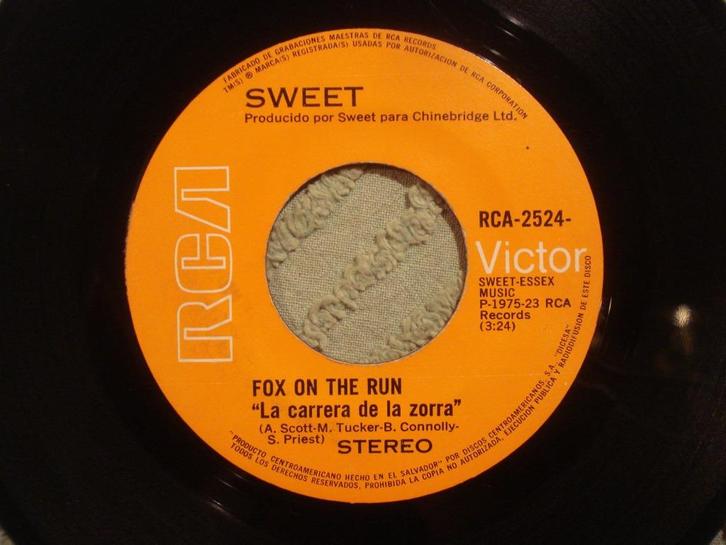 FABRICADO DE GRABACIONES MAESTRAS DE RCA RECORDS
TM(S) ® MARCA(S) REGISTRADA(S) USADAS POR AUTORIZACION DE RCA CORPORATION
SWEET
Producido por Sweet para Chinebridge Ltd.
RCA
RCA-2524-
Victor
SWEET-ESSEX
MUSIC
P-1975-23 RCA
Records
(3:24)
FOX ON THE RUN
"La carrera de la zorra"
(A. Scott-M. Tucker-B. Connolly-
S. Priest)
STEREO
"PRODUCTO CENTROAMERICANO HECHO EN EL SALVADOR" POR DISCOS CENTROAMERICANOS S.A. "DICESA"
TODOS LOS DERECHOS RESERVADOS, PROHIBIDA LA COPIA NO AUTORIZADA, EJECUCION PUBLICA Y RADIODIFUSION DE ESTE DISCO